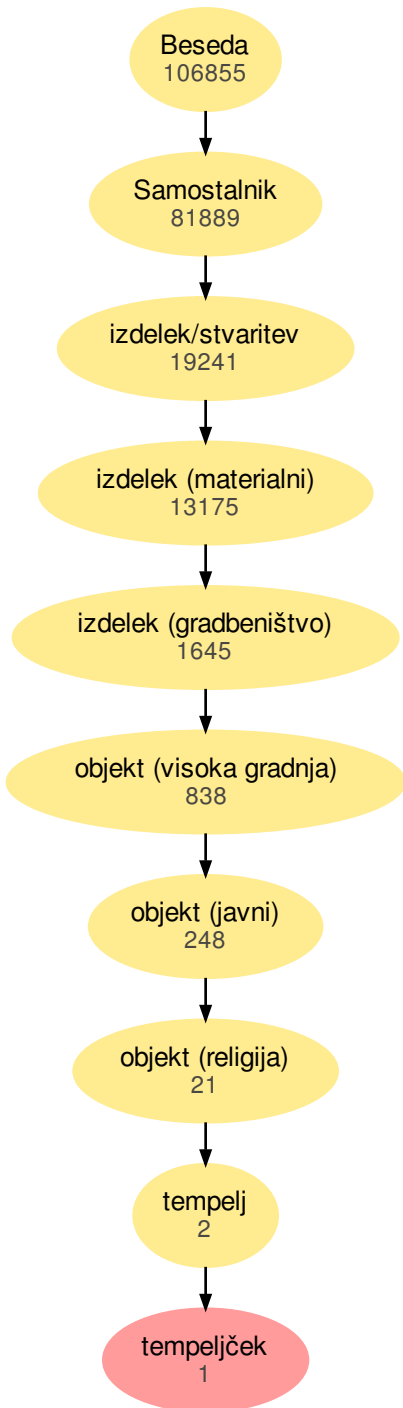 Beseda
106855
Samostalnik
81889
izdelek/stvaritev
19241
izdelek (materialni)
13175
izdelek (gradbeništvo)
1645
objekt (visoka gradnja)
838
objekt (javni)
248
objekt (religija)
21
tempelj
2
tempeljček
1